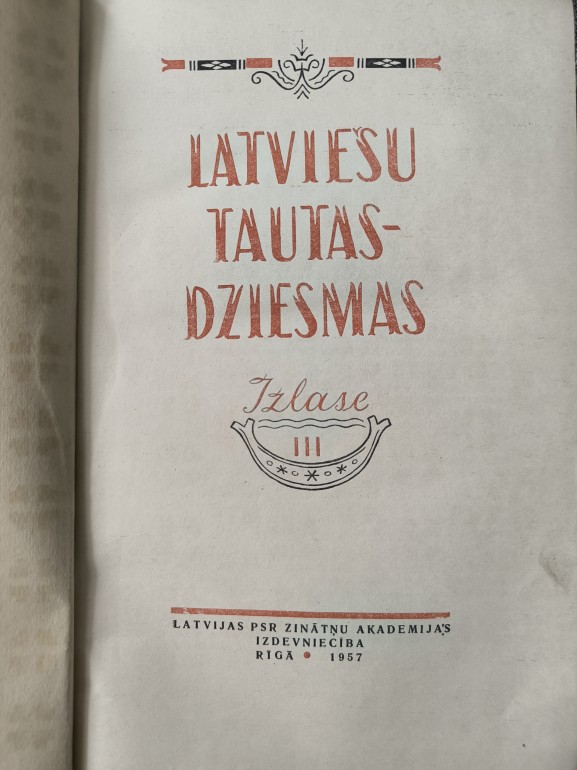 LATVIEŠU
TAUTAS-
DZIESMAS
Izlase
III
LATVIJAS PSR ZINĀTŅU AKADEMIJAS
IZDEVNIECĪBA
RĪGĀ • 1957